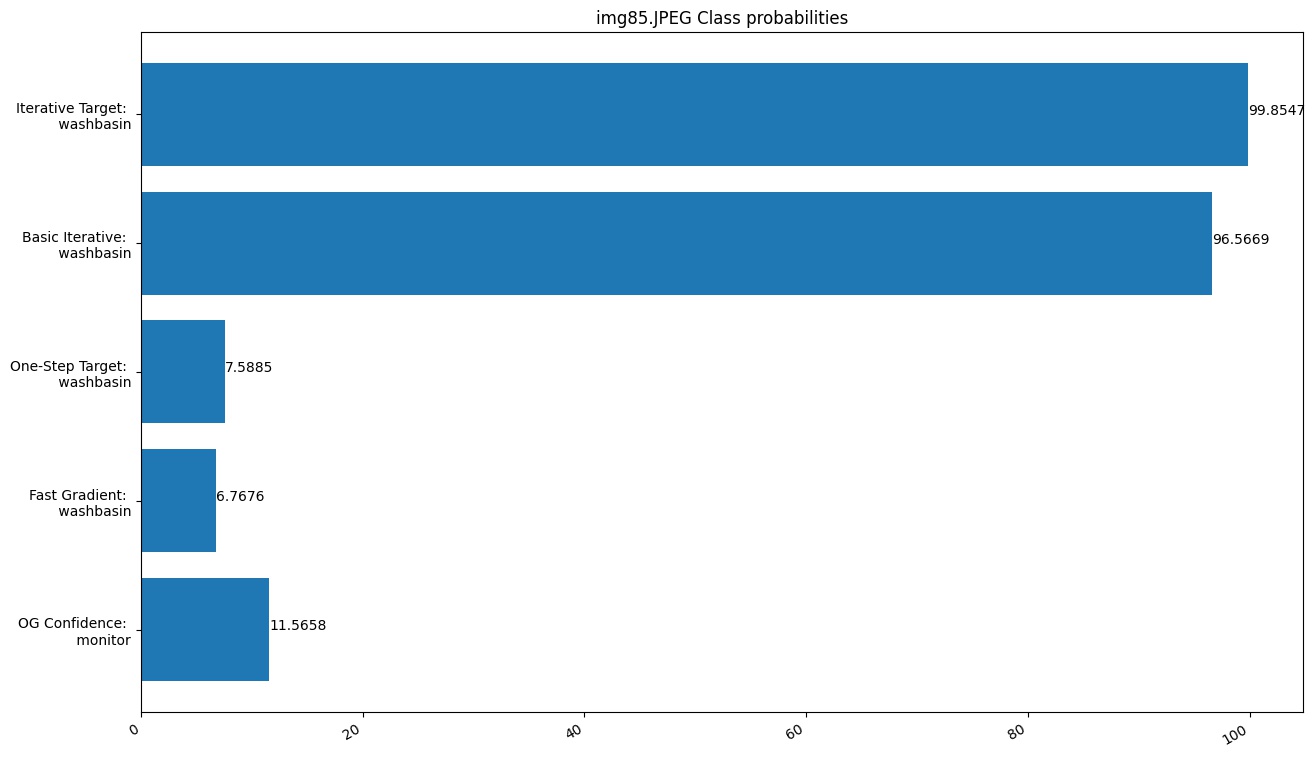 img85.JPEG Class probabilities
Iterative Target:
washbasin
99.8547
Basic Iterative:
washbasin
96.5669
One-Step Target:
washbasin
7.5885
Fast Gradient:
washbasin
6.7676
OG Confidence:
monitor
11.5658
0
20
40
60
80
100